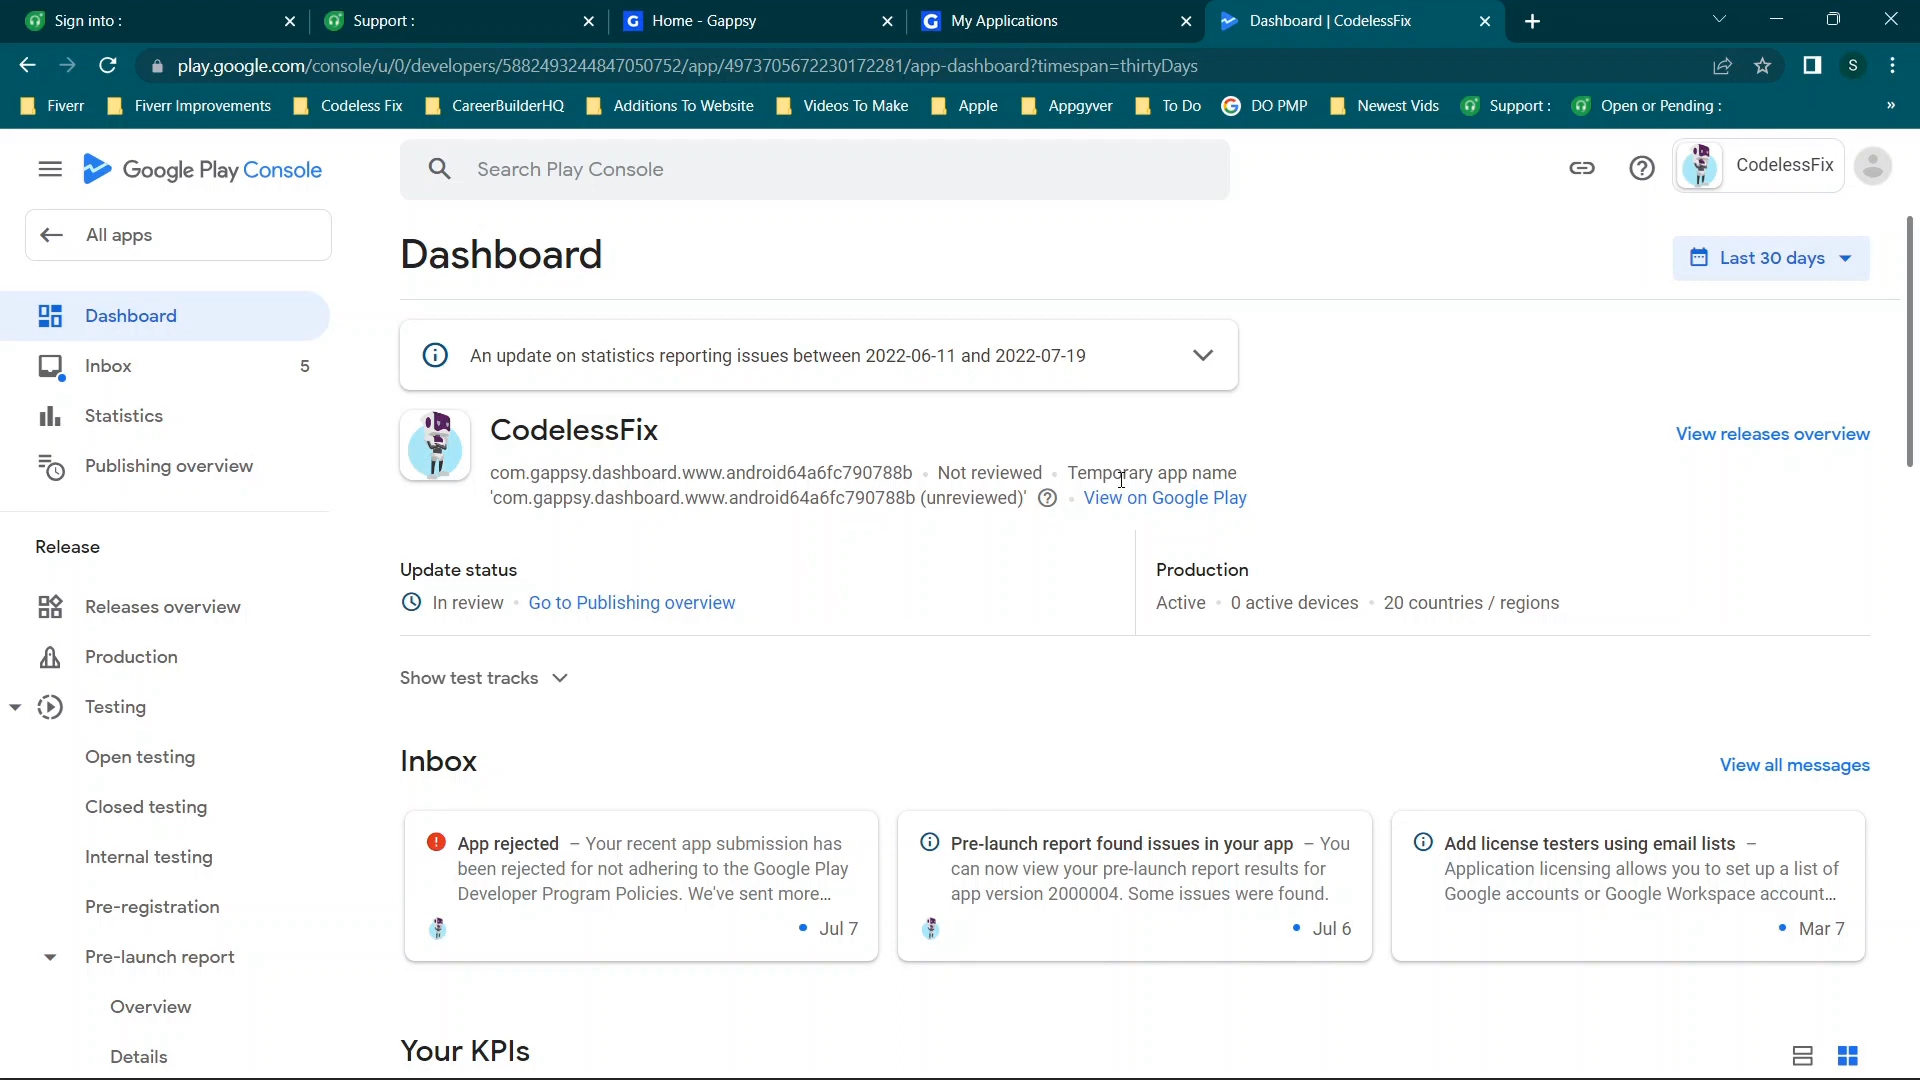 Sign into :
Support :
Home - Gappsy
My Applications
Dashboard | CodelessFix
play.google.com/console/u/0/developers/5882493244847050752/app/4973705672230172281/app-dashboard?timespan=thirtyDays
S
Fiverr
Fiverr Improvements
Codeless Fix
CareerBuilderHQ
Additions To Website
Videos To Make
Apple
Appgyver
To Do
DO PMP
Newest Vids
Support :
Open or Pending :
»
Google Play Console
Search Play Console
CodelessFix
All apps
Dashboard
Last 30 days
Dashboard
Inbox
5
Statistics
Publishing overview
Release
Releases overview
Production
Testing
Open testing
Closed testing
Internal testing
Pre-registration
Pre-launch report
Overview
Details
An update on statistics reporting issues between 2022-06-11 and 2022-07-19
CodelessFix
View releases overview
com.gappsy.dashboard.www.android64a6fc790788b • Not reviewed • Temporary app name
'com.gappsy.dashboard.www.android64a6fc790788b (unreviewed)' • View on Google Play
Update status
In review • Go to Publishing overview
Production
Active • 0 active devices • 20 countries / regions
Show test tracks
Inbox
View all messages
App rejected – Your recent app submission has
been rejected for not adhering to the Google Play
Developer Program Policies. We've sent more...
Jul 7
Pre-launch report found issues in your app – You
can now view your pre-launch report results for
app version 2000004. Some issues were found.
Jul 6
Add license testers using email lists –
Application licensing allows you to set up a list of
Google accounts or Google Workspace account...
Mar 7
Your KPIs